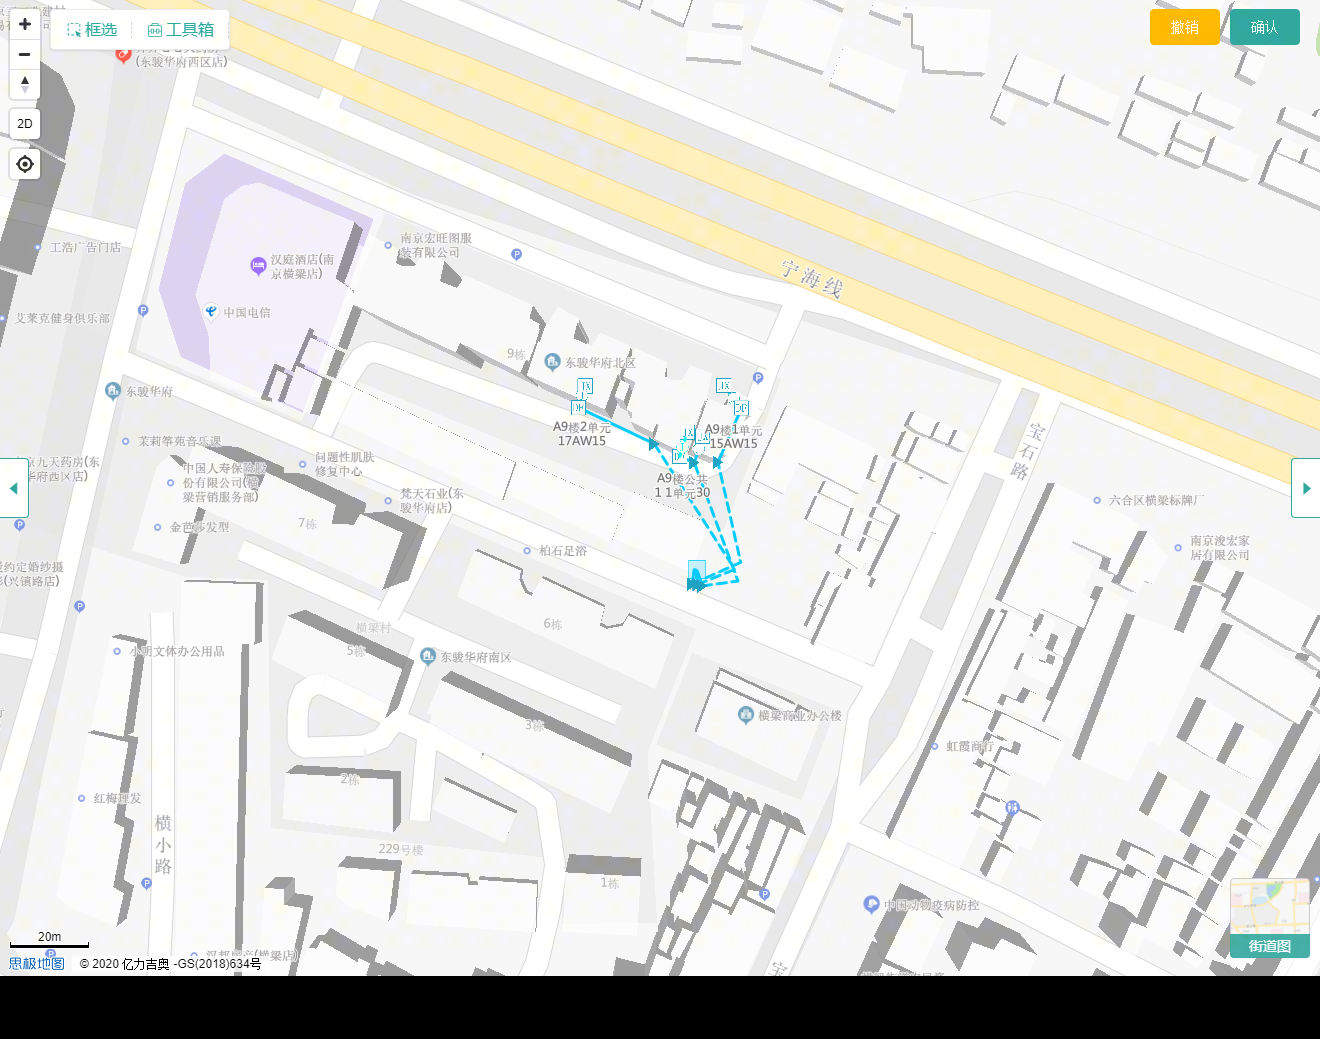 框选
工具箱
撤销
确认
2D
(东骏华府西区店)
工浩广告门店
艾莱克健身俱乐部
汉庭酒店(南
京横梁店)
中国电信
南京宏旺图服
装有限公司
宁海线
9栋
东骏华府北区
东骏华府
JX
JX
DP
A9楼2单元
17AW15
A9楼1单元
15AW15
A9楼公共
1 1单元30
茉莉筝苑音乐课
问题性肌肤
修复中心
中国人寿保险股
份有限公司(横
梁营销服务部)
梵天石业(东
骏华府店)
金芭莎发型
7栋
柏石足浴
宝石路
六合区横梁标牌厂
南京浚宏家
居有限公司
京九天药房(东
华府西区店)
约定婚纱摄
(兴镇路店)
6栋
横梁村
5栋
小明文体办公用品
东骏华府南区
3栋
横梁商业办公楼
虹霞商行
2栋
红梅理发
横小路
229号楼
1栋
中国动物疫病防控
20m
思极地图
© 2020 亿力吉奥 -GS(2018)634号
街道图